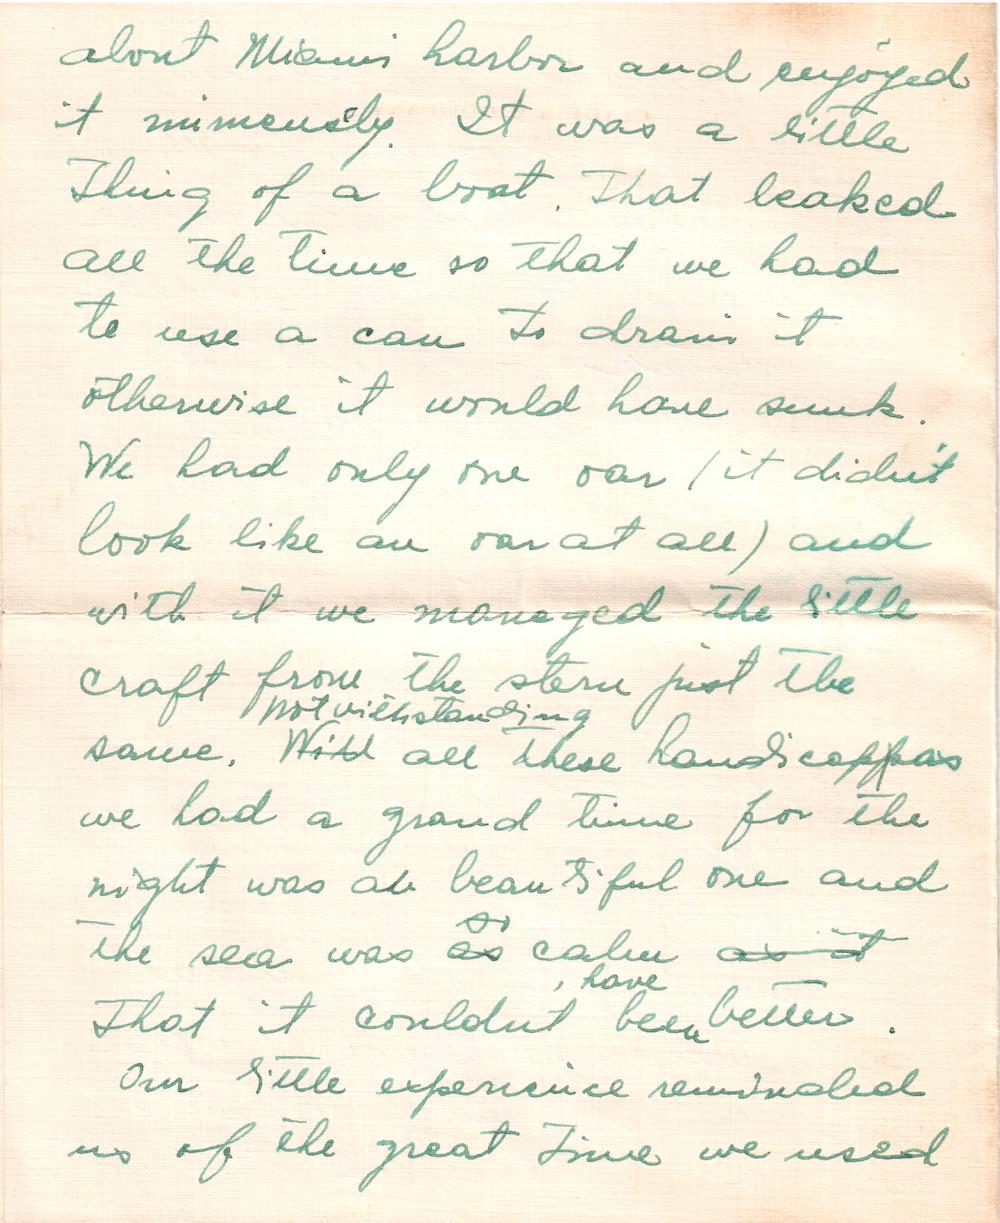 about Miami harbor and enjoyed
it immensely. It was a little
Thing of a boat. That leaked
all the time so that we had
to use a can to drain it
otherwise it would have sunk.
We had only one oar (it didn't
look like an oar at all) and
with it we managed the little
craft from the stern just the
notwithstanding
same. With all these handicaps
we had a grand time for the
night was a beautiful one and
so
the sea was as calm as it
, have
That it couldn't been better.
Our little experience reminded
us of the great Time we used